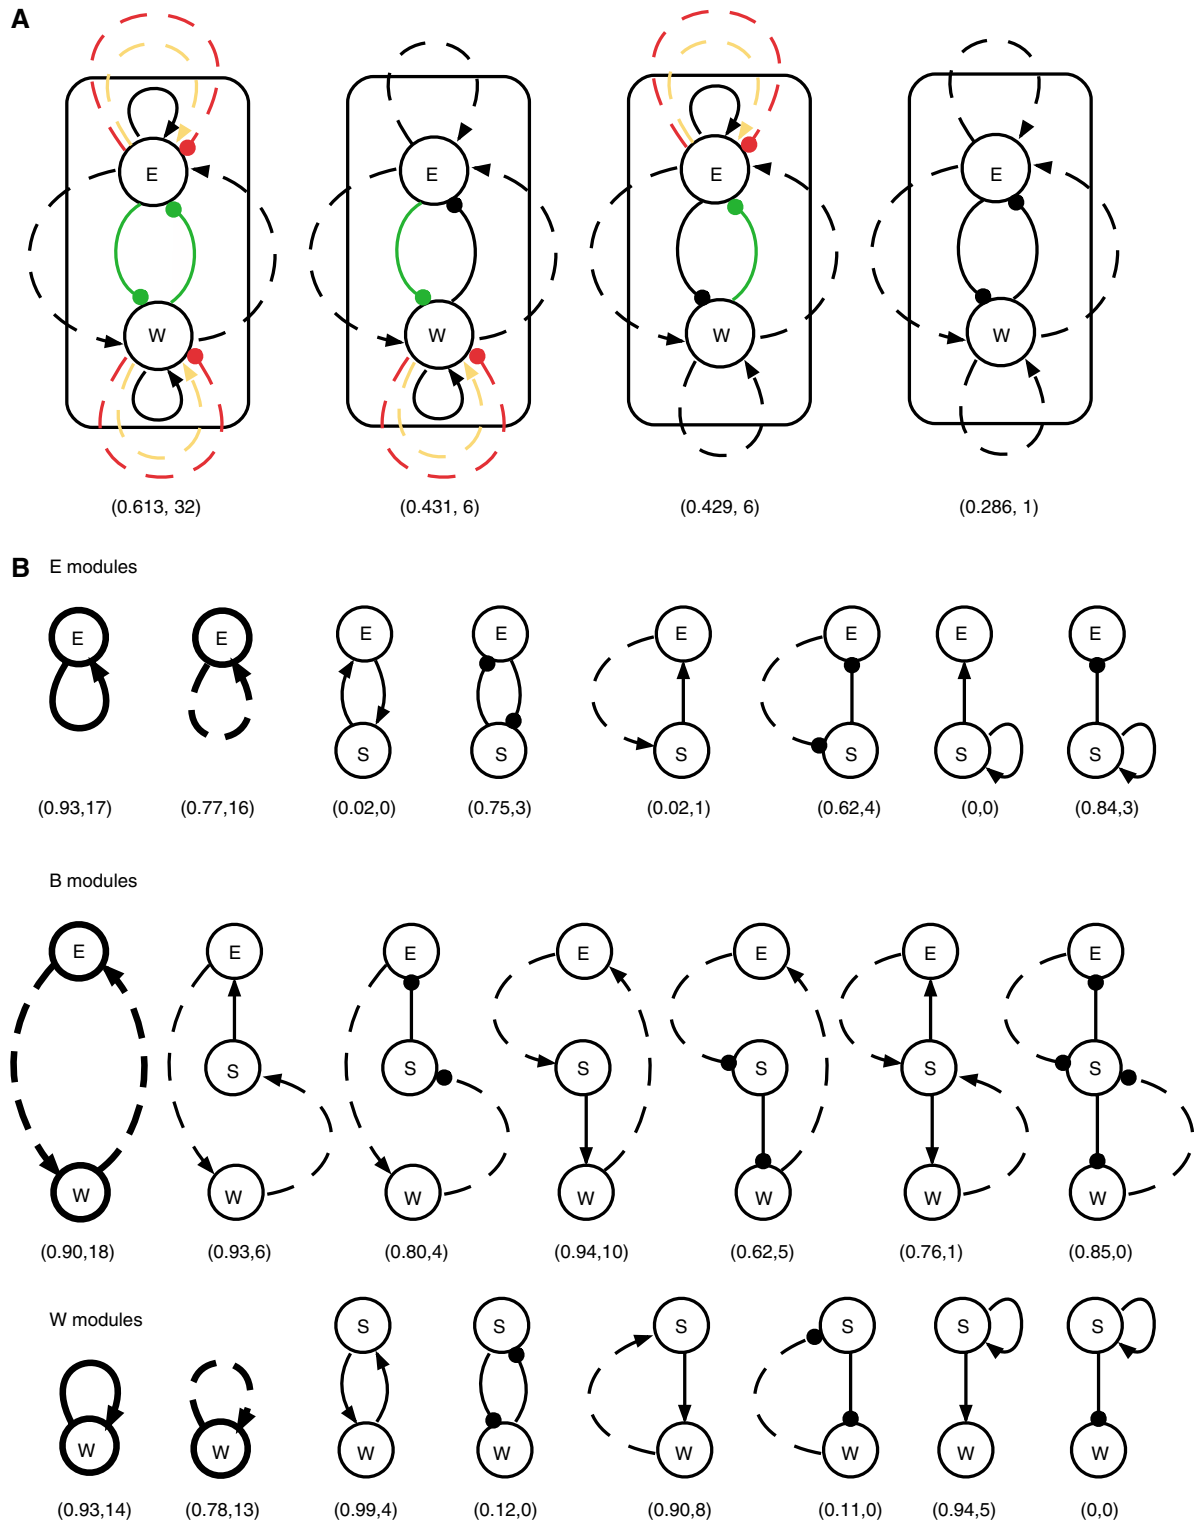 A
E E E E
W W W W
(0.613, 32) (0.431, 6) (0.429, 6) (0.286, 1)
B E modules
E E E E E E E E
S S S S S S
(0.93,17) (0.77,16) (0.02,0) (0.75,3) (0.02,1) (0.62,4) (0,0) (0.84,3)
B modules
E E E E E E E
S S S S S S
W W W W W W W
(0.90,18) (0.93,6) (0.80,4) (0.94,10) (0.62,5) (0.76,1) (0.85,0)
W modules
S S S S S S
W W W W W W W W
(0.93,14) (0.78,13) (0.99,4) (0.12,0) (0.90,8) (0.11,0) (0.94,5) (0,0)